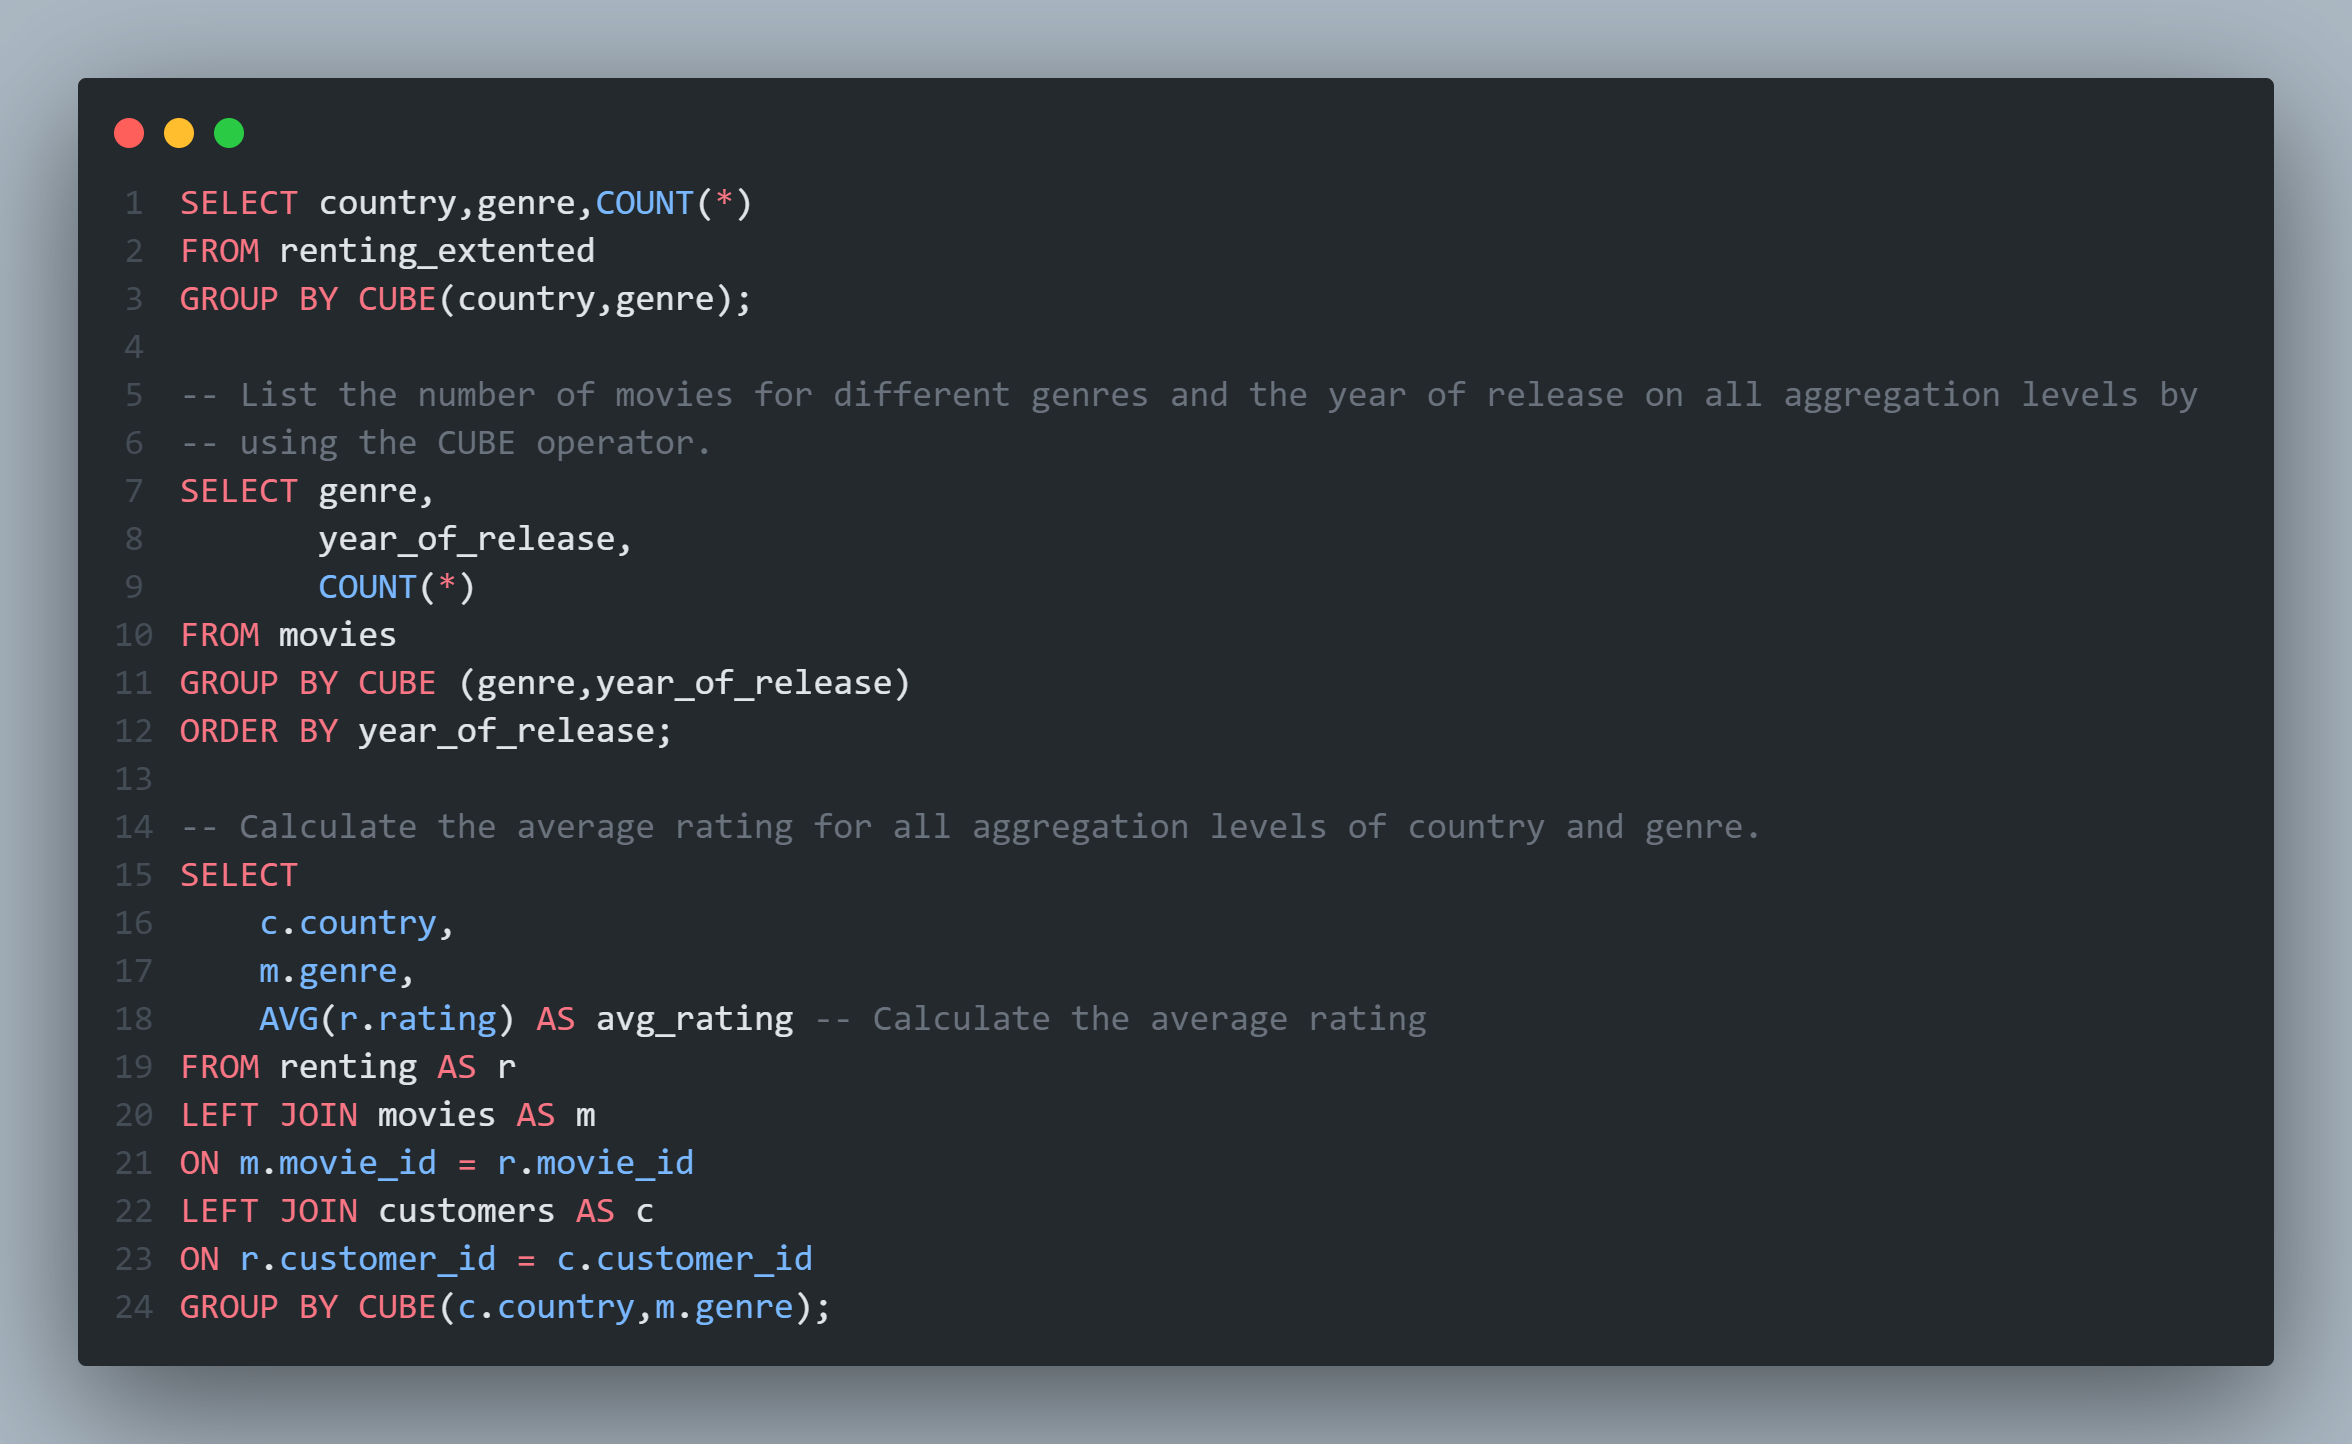 1 SELECT country,genre,COUNT(*)
2 FROM renting_extented
3 GROUP BY CUBE(country,genre);
4
5 -- List the number of movies for different genres and the year of release on all aggregation levels by
6 -- using the CUBE operator.
7 SELECT genre,
8        year_of_release,
9        COUNT(*)
10 FROM movies
11 GROUP BY CUBE (genre,year_of_release)
12 ORDER BY year_of_release;
13
14 -- Calculate the average rating for all aggregation levels of country and genre.
15 SELECT
16     c.country,
17     m.genre,
18     AVG(r.rating) AS avg_rating -- Calculate the average rating
19 FROM renting AS r
20 LEFT JOIN movies AS m
21 ON m.movie_id = r.movie_id
22 LEFT JOIN customers AS c
23 ON r.customer_id = c.customer_id
24 GROUP BY CUBE(c.country,m.genre);